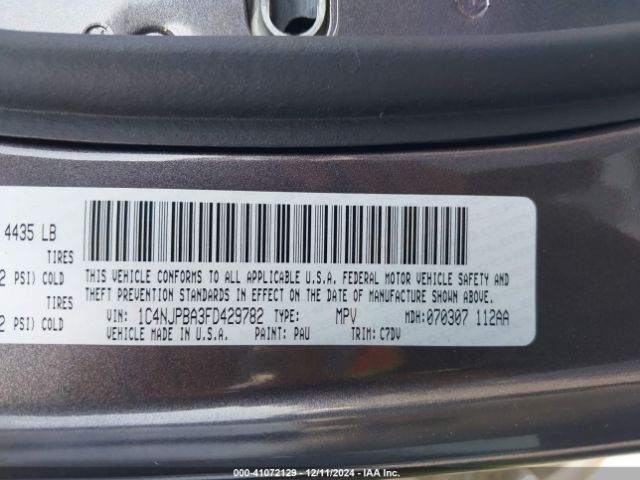 4435 LB
TIRES
2 PSI) COLD
TIRES
2 PSI) COLD
THIS VEHICLE CONFORMS TO ALL APPLICABLE U.S.A. FEDERAL MOTOR VEHICLE SAFETY AND
THEFT PREVENTION STANDARDS IN EFFECT ON THE DATE OF MANUFACTURE SHOWN ABOVE.
VIN: 1C4NJPBA3FD429782 TYPE: MPV MDH:070307 112AA
VEHICLE MADE IN U.S.A. PAINT: PAU TRIM: C7DV
000-41072129 - 12/11/2024 - IAA Inc.